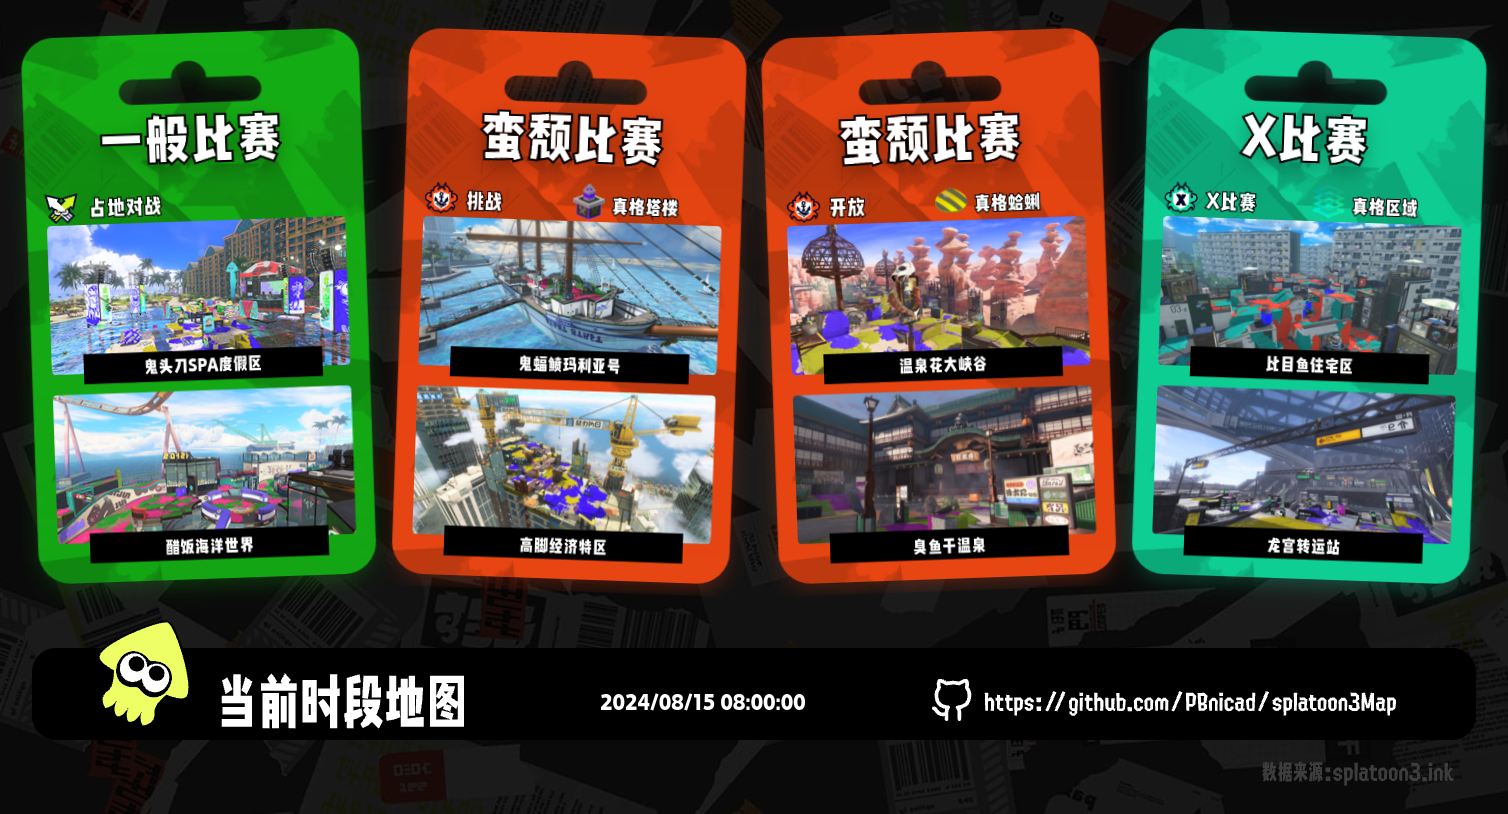 一般比赛
占地对战
鬼头刀SPA度假区
醋饭海洋世界
蛮颓比赛
挑战
真格塔楼
鬼蝠鲼玛利亚号
高脚经济特区
蛮颓比赛
开放
真格蛤蜊
温泉花大峡谷
臭鱼干温泉
X比赛
X比赛
真格区域
比目鱼住宅区
龙宫转运站
当前时段地图
2024/08/15 08:00:00
https://github.com/PBnicad/splatoon3Map
数据来源:splatoon3.ink